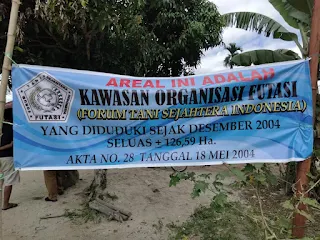 AREAL INI ADALAH
KAWASAN ORGANISASI FUTASI
(FORUM TANI SEJAHTERA INDONESIA)
YANG DIDUDUKI SEJAK DESEMBER 2004
SELUAS ± 126,59 Ha.
AKTA NO. 28 TANGGAL 18 MEI 2004
FUTASI